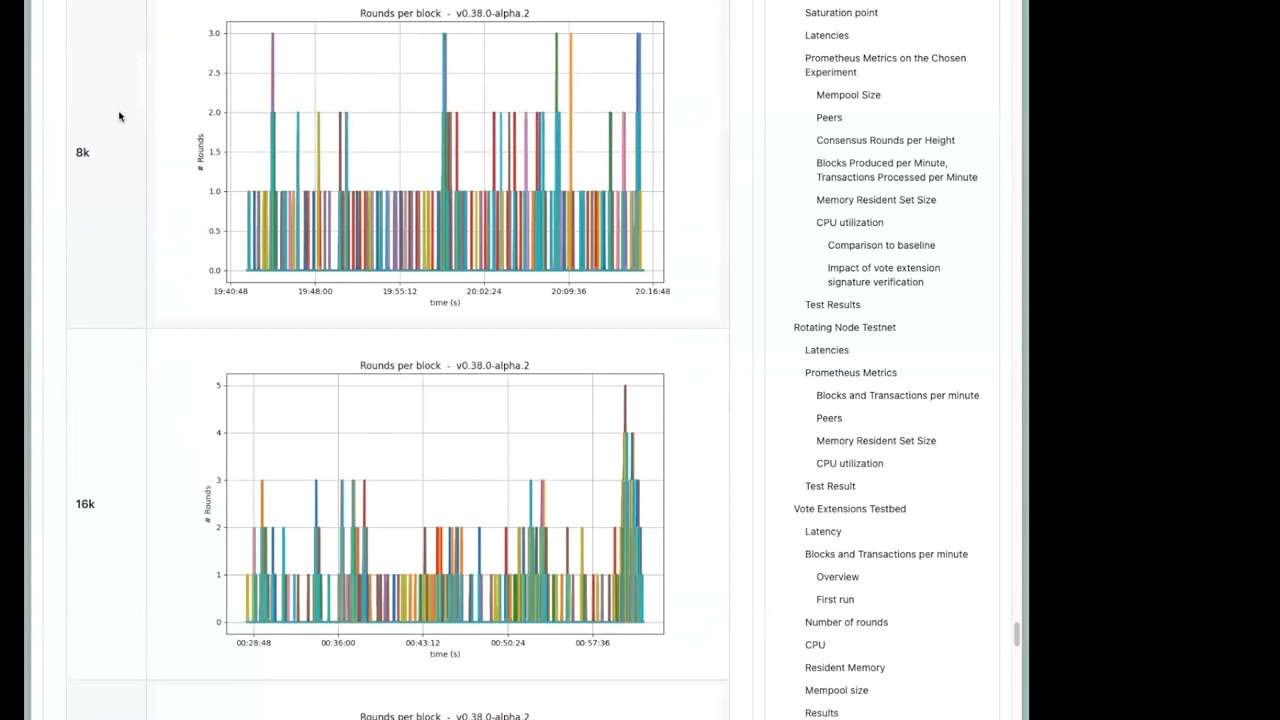 8k
Rounds per block - v0.38.0-alpha.2
# Rounds
3.0
2.5
2.0
1.5
1.0
0.5
0.0
19:40:48 19:48:00 19:55:12 20:02:24 20:09:36 20:16:48
time (s)
16k
Rounds per block - v0.38.0-alpha.2
# Rounds
5
4
3
2
1
0
00:28:48 00:36:00 00:43:12 00:50:24 00:57:36
time (s)
Rounds per block - v0.38.0-alpha.2
Saturation point
Latencies
Prometheus Metrics on the Chosen
Experiment
Mempool Size
Peers
Consensus Rounds per Height
Blocks Produced per Minute,
Transactions Processed per Minute
Memory Resident Set Size
CPU utilization
Comparison to baseline
Impact of vote extension
signature verification
Test Results
Rotating Node Testnet
Latencies
Prometheus Metrics
Blocks and Transactions per minute
Peers
Memory Resident Set Size
CPU utilization
Test Result
Vote Extensions Testbed
Latency
Blocks and Transactions per minute
Overview
First run
Number of rounds
CPU
Resident Memory
Mempool size
Results